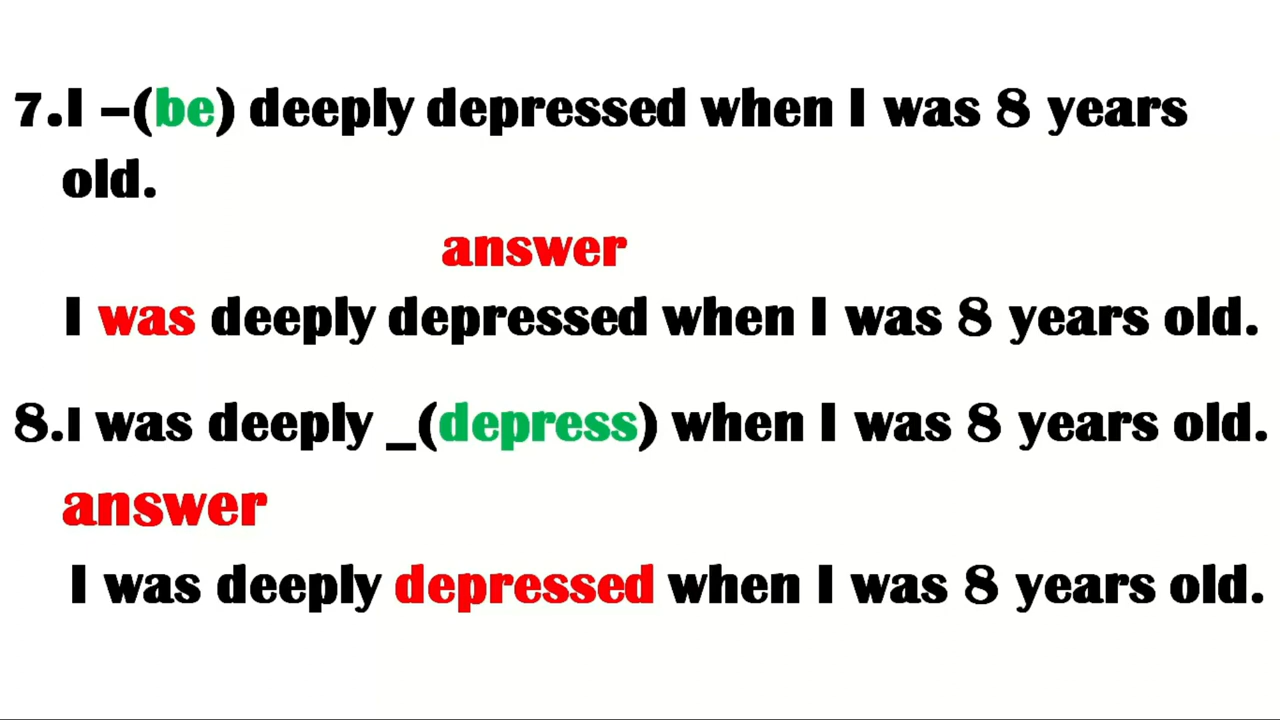 7.I –(be) deeply depressed when I was 8 years
old.
answer
I was deeply depressed when I was 8 years old.
8.I was deeply _(depress) when I was 8 years old.
answer
I was deeply depressed when I was 8 years old.